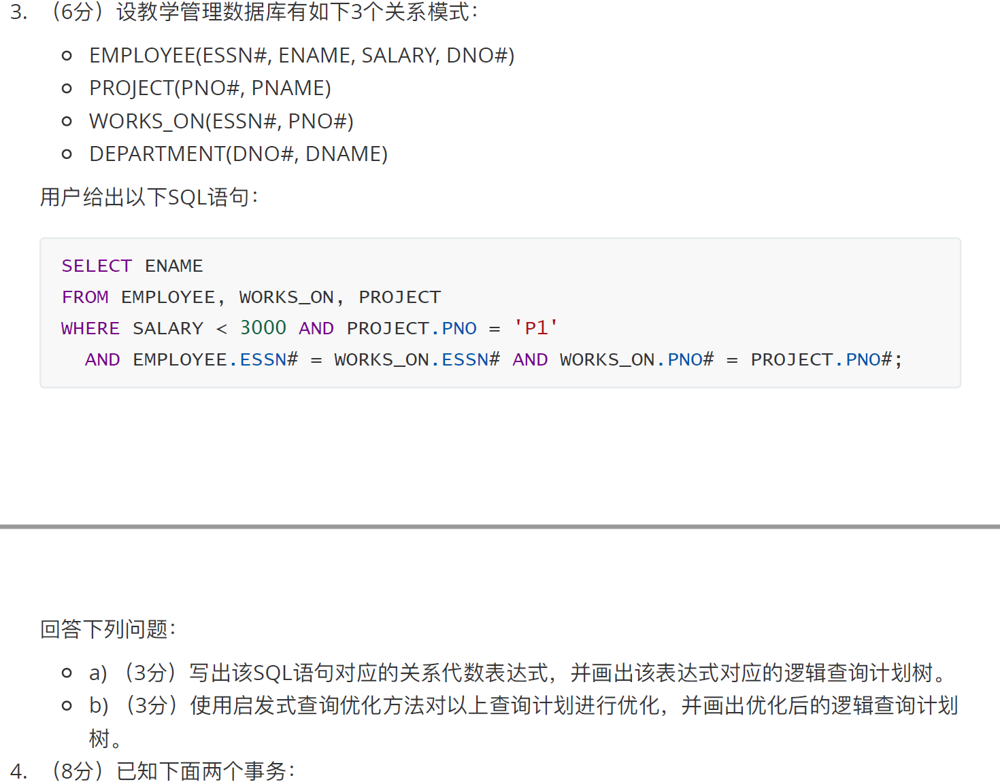 3. （6分）设教学管理数据库有如下3个关系模式：
EMPLOYEE(ESSN#, ENAME, SALARY, DNO#)
PROJECT(PNO#, PNAME)
WORKS_ON(ESSN#, PNO#)
DEPARTMENT(DNO#, DNAME)
用户给出以下SQL语句：
SELECT ENAME
FROM EMPLOYEE, WORKS_ON, PROJECT
WHERE SALARY < 3000 AND PROJECT.PNO = 'P1'
AND EMPLOYEE.ESSN# = WORKS_ON.ESSN# AND WORKS_ON.PNO# = PROJECT.PNO#;
回答下列问题：
a) （3分）写出该SQL语句对应的关系代数表达式，并画出该表达式对应的逻辑查询计划树。
b) （3分）使用启发式查询优化方法对以上查询计划进行优化，并画出优化后的逻辑查询计划
树。
4. （8分）已知下面两个事务：